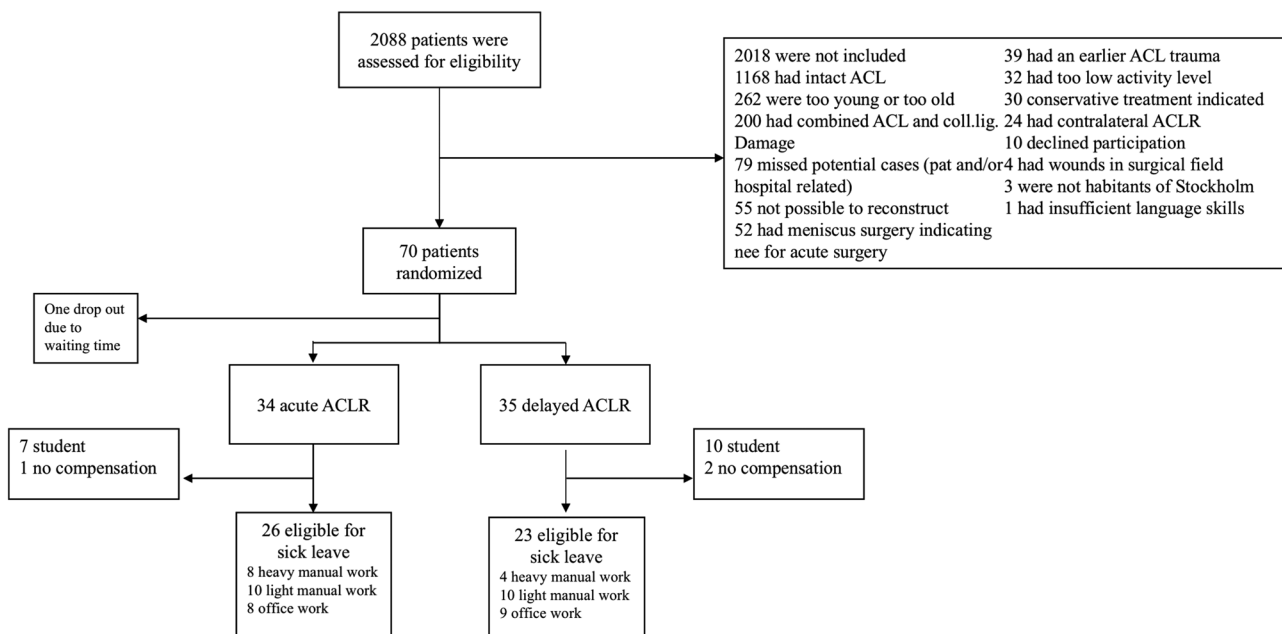 2088 patients were
assessed for eligibility
2018 were not included
1168 had intact ACL
262 were too young or too old
200 had combined ACL and coll.lig.
Damage
79 missed potential cases (pat and/or
hospital related)
55 not possible to reconstruct
52 had meniscus surgery indicating
nee for acute surgery
39 had an earlier ACL trauma
32 had too low activity level
30 conservative treatment indicated
24 had contralateral ACLR
10 declined participation
4 had wounds in surgical field
3 were not habitants of Stockholm
1 had insufficient language skills
70 patients
randomized
One drop out
due to
waiting time
34 acute ACLR
35 delayed ACLR
7 student
1 no compensation
10 student
2 no compensation
26 eligible for
sick leave
8 heavy manual work
10 light manual work
8 office work
23 eligible for
sick leave
4 heavy manual work
10 light manual work
9 office work